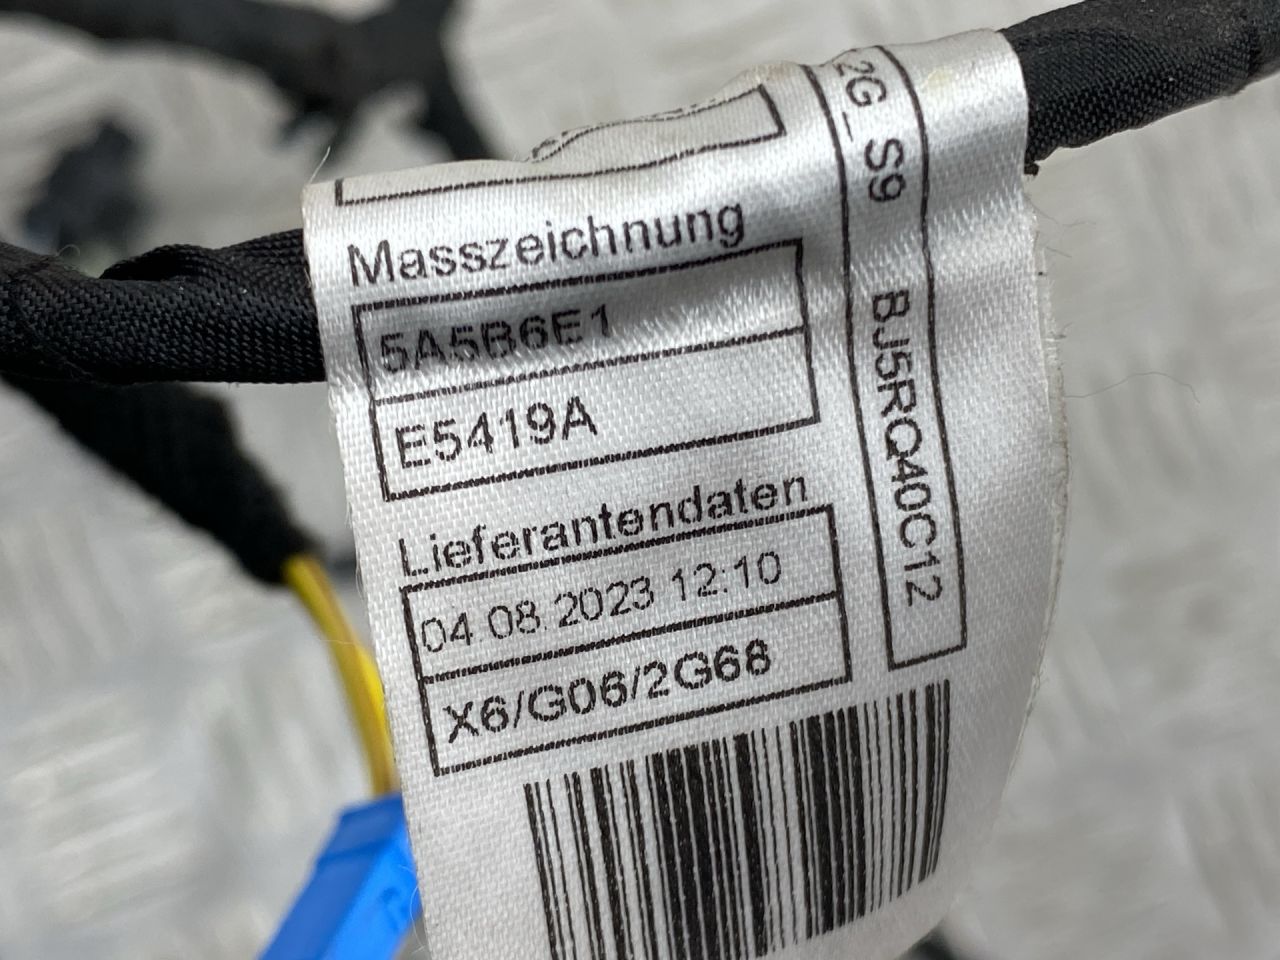 Masszeichnung
5A5B6E1
E5419A
Lieferantendaten
04.08.2023 12:10
X6/G06/2G68
2G_S9 BJ5RQ40C12